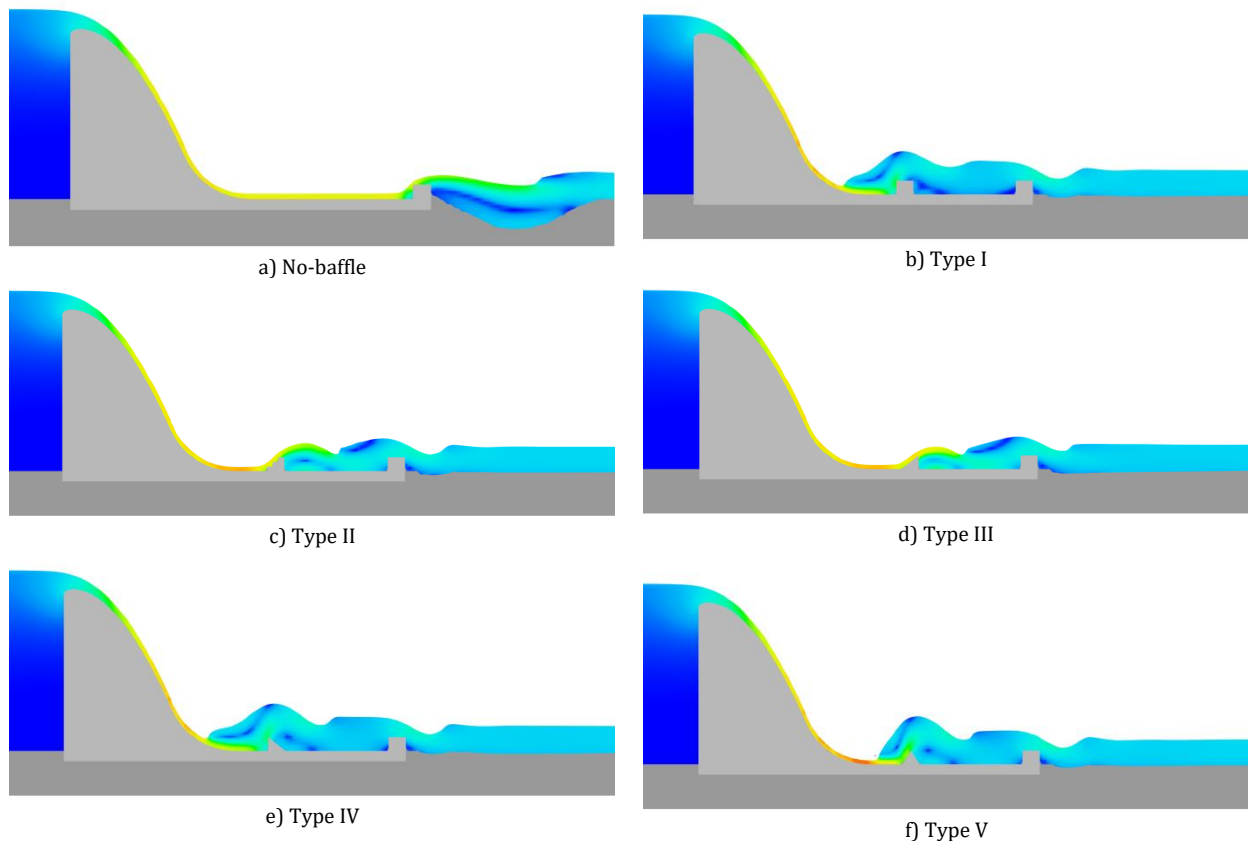 a) No-baffle
b) Type I
c) Type II
d) Type III
e) Type IV
f) Type V